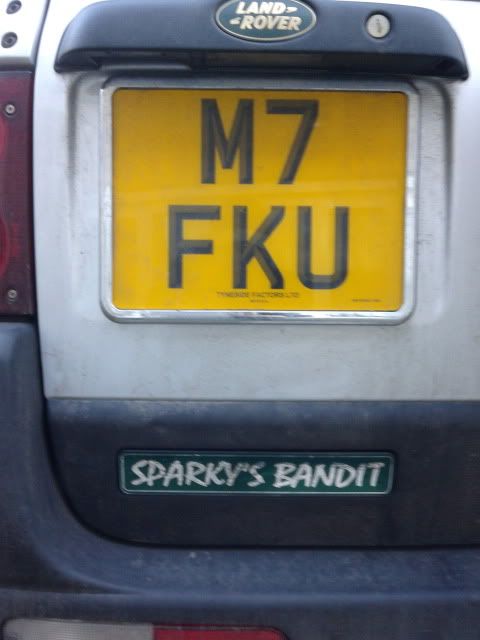 LAND-
-ROVER
M7
FKU
TYNESIDE FACTORS LTD
SPARKY'S BANDIT